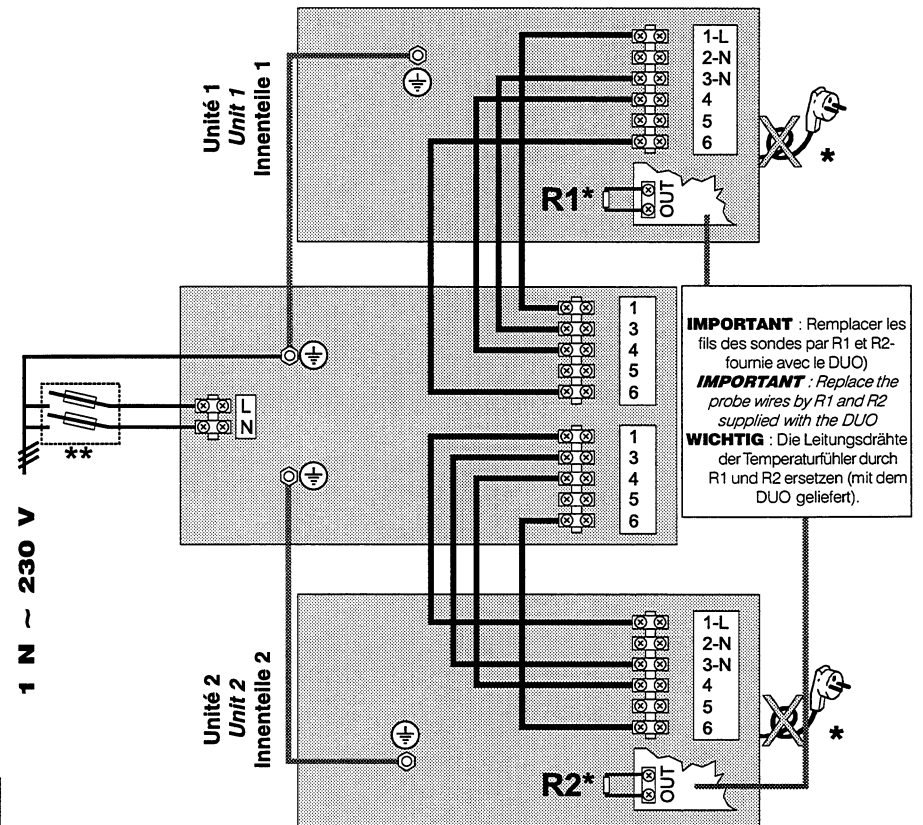 Unité 1
Unit 1
Innenteile 1
1-L
2-N
3-N
4
5
6
*
R1*
OUT
1
3
4
5
6
L
N
**
1
3
4
5
6
IMPORTANT : Remplacer les
fils des sondes par R1 et R2-
fournie avec le DUO)
IMPORTANT : Replace the
probe wires by R1 and R2
supplied with the DUO
WICHTIG : Die Leitungsdrähte
der Temperaturfühler durch
R1 und R2 ersetzen (mit dem
DUO geliefert).
1 N ~ 230 V
Unité 2
Unit 2
Innenteile 2
1-L
2-N
3-N
4
5
6
*
R2*
OUT